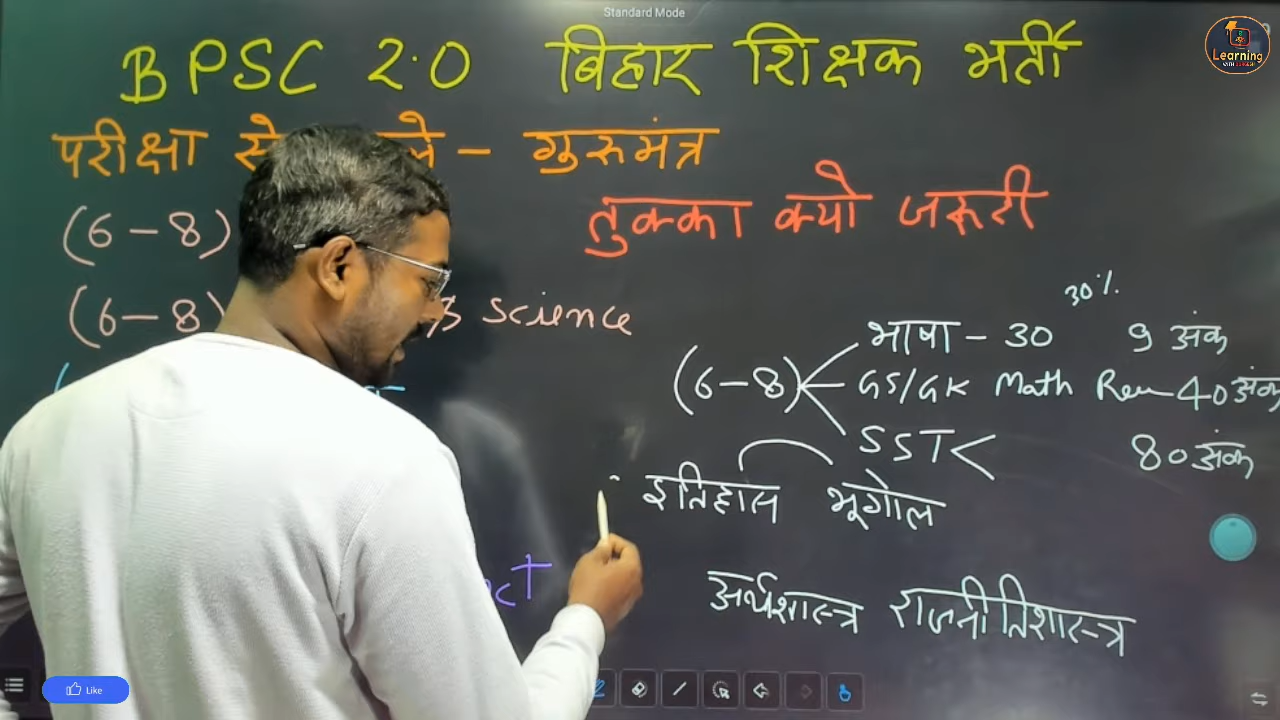 Standard Mode
Learning
BPSC 2.0 बिहार शिक्षक भर्ती
परीक्षा से - गुरुमंत्र
तुक्का क्यो जरूरी
(6-8)
(6-8) science
30%
भाषा - 30 9 अंक
(6-8) GS/GK Math 40 अंक
SST 80 अंक
इतिहास भूगोल
अर्थशास्त्र राजनीतिशास्त्र
Like